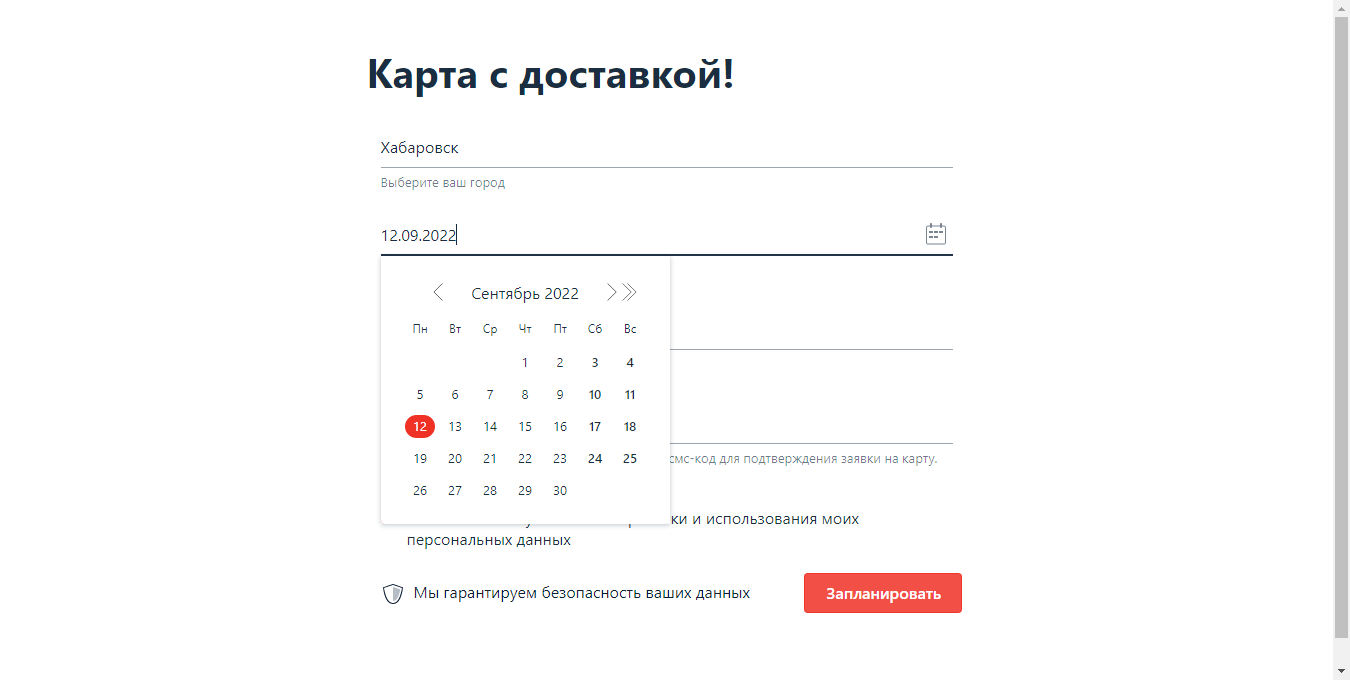 Карта с доставкой!
Хабаровск
Выберите ваш город
12.09.2022
Сентябрь 2022
Пн Вт Ср Чт Пт Сб Вс
1 2 3 4
5 6 7 8 9 10 11
12 13 14 15 16 17 18
19 20 21 22 23 24 25
26 27 28 29 30
смс-код для подтверждения заявки на карту.
и использования моих
персональных данных
Мы гарантируем безопасность ваших данных
Запланировать